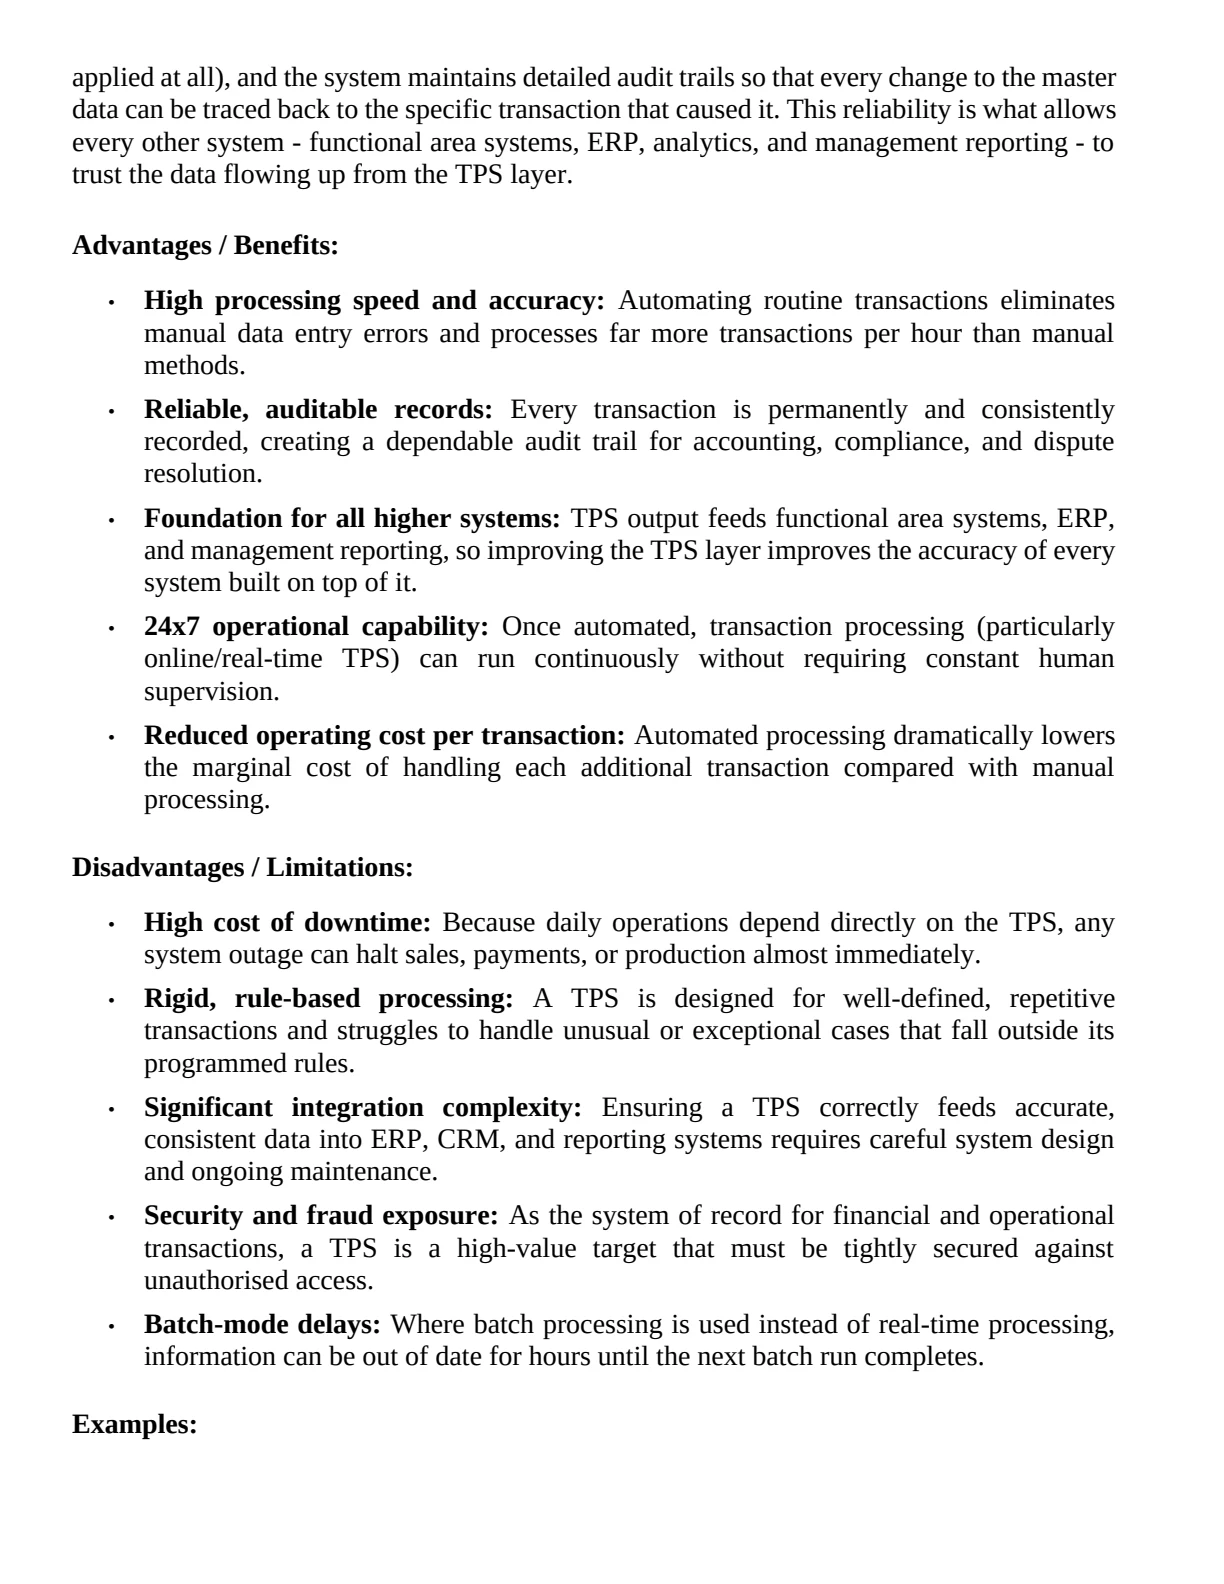 applied at all), and the system maintains detailed audit trails so that every change to the master
data can be traced back to the specific transaction that caused it. This reliability is what allows
every other system - functional area systems, ERP, analytics, and management reporting - to
trust the data flowing up from the TPS layer.
Advantages / Benefits:
• High processing speed and accuracy: Automating routine transactions eliminates
manual data entry errors and processes far more transactions per hour than manual
methods.
• Reliable, auditable records: Every transaction is permanently and consistently
recorded, creating a dependable audit trail for accounting, compliance, and dispute
resolution.
• Foundation for all higher systems: TPS output feeds functional area systems, ERP,
and management reporting, so improving the TPS layer improves the accuracy of every
system built on top of it.
• 24x7 operational capability: Once automated, transaction processing (particularly
online/real-time TPS) can run continuously without requiring constant human
supervision.
• Reduced operating cost per transaction: Automated processing dramatically lowers
the marginal cost of handling each additional transaction compared with manual
processing.
Disadvantages / Limitations:
• High cost of downtime: Because daily operations depend directly on the TPS, any
system outage can halt sales, payments, or production almost immediately.
• Rigid, rule-based processing: A TPS is designed for well-defined, repetitive
transactions and struggles to handle unusual or exceptional cases that fall outside its
programmed rules.
• Significant integration complexity: Ensuring a TPS correctly feeds accurate,
consistent data into ERP, CRM, and reporting systems requires careful system design
and ongoing maintenance.
• Security and fraud exposure: As the system of record for financial and operational
transactions, a TPS is a high-value target that must be tightly secured against
unauthorised access.
• Batch-mode delays: Where batch processing is used instead of real-time processing,
information can be out of date for hours until the next batch run completes.
Examples: